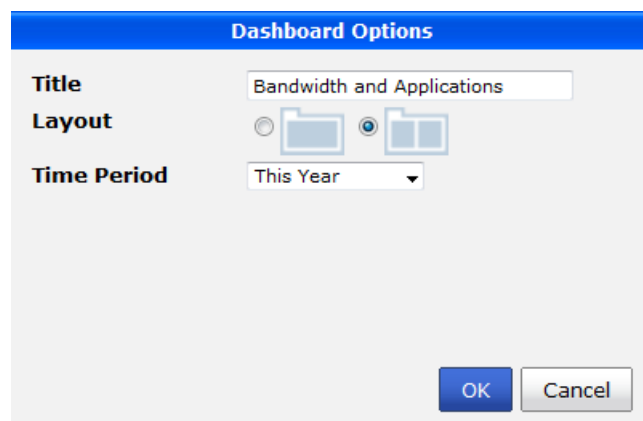 Dashboard Options
Title Bandwidth and Applications
Layout
Time Period This Year
OK Cancel